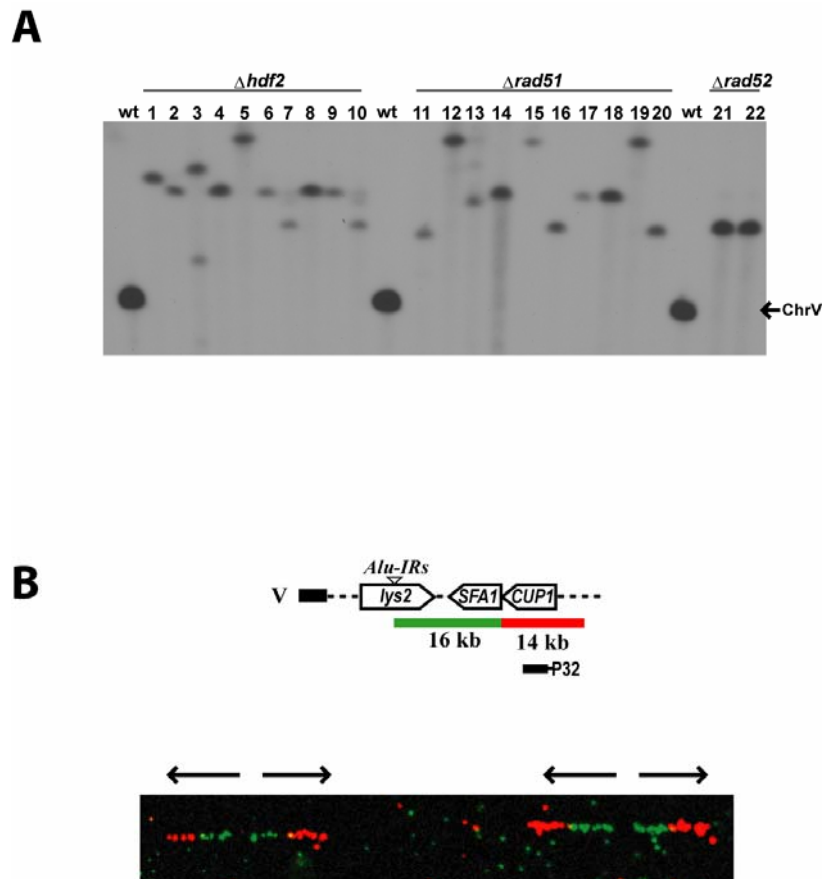 A
Δhdf2 Δrad51 Δrad52
wt 1 2 3 4 5 6 7 8 9 10 wt 11 12 13 14 15 16 17 18 19 20 wt 21 22
ChrV
B
Alu-IRs
V lys2 SFA1 CUP1
16 kb 14 kb
P32